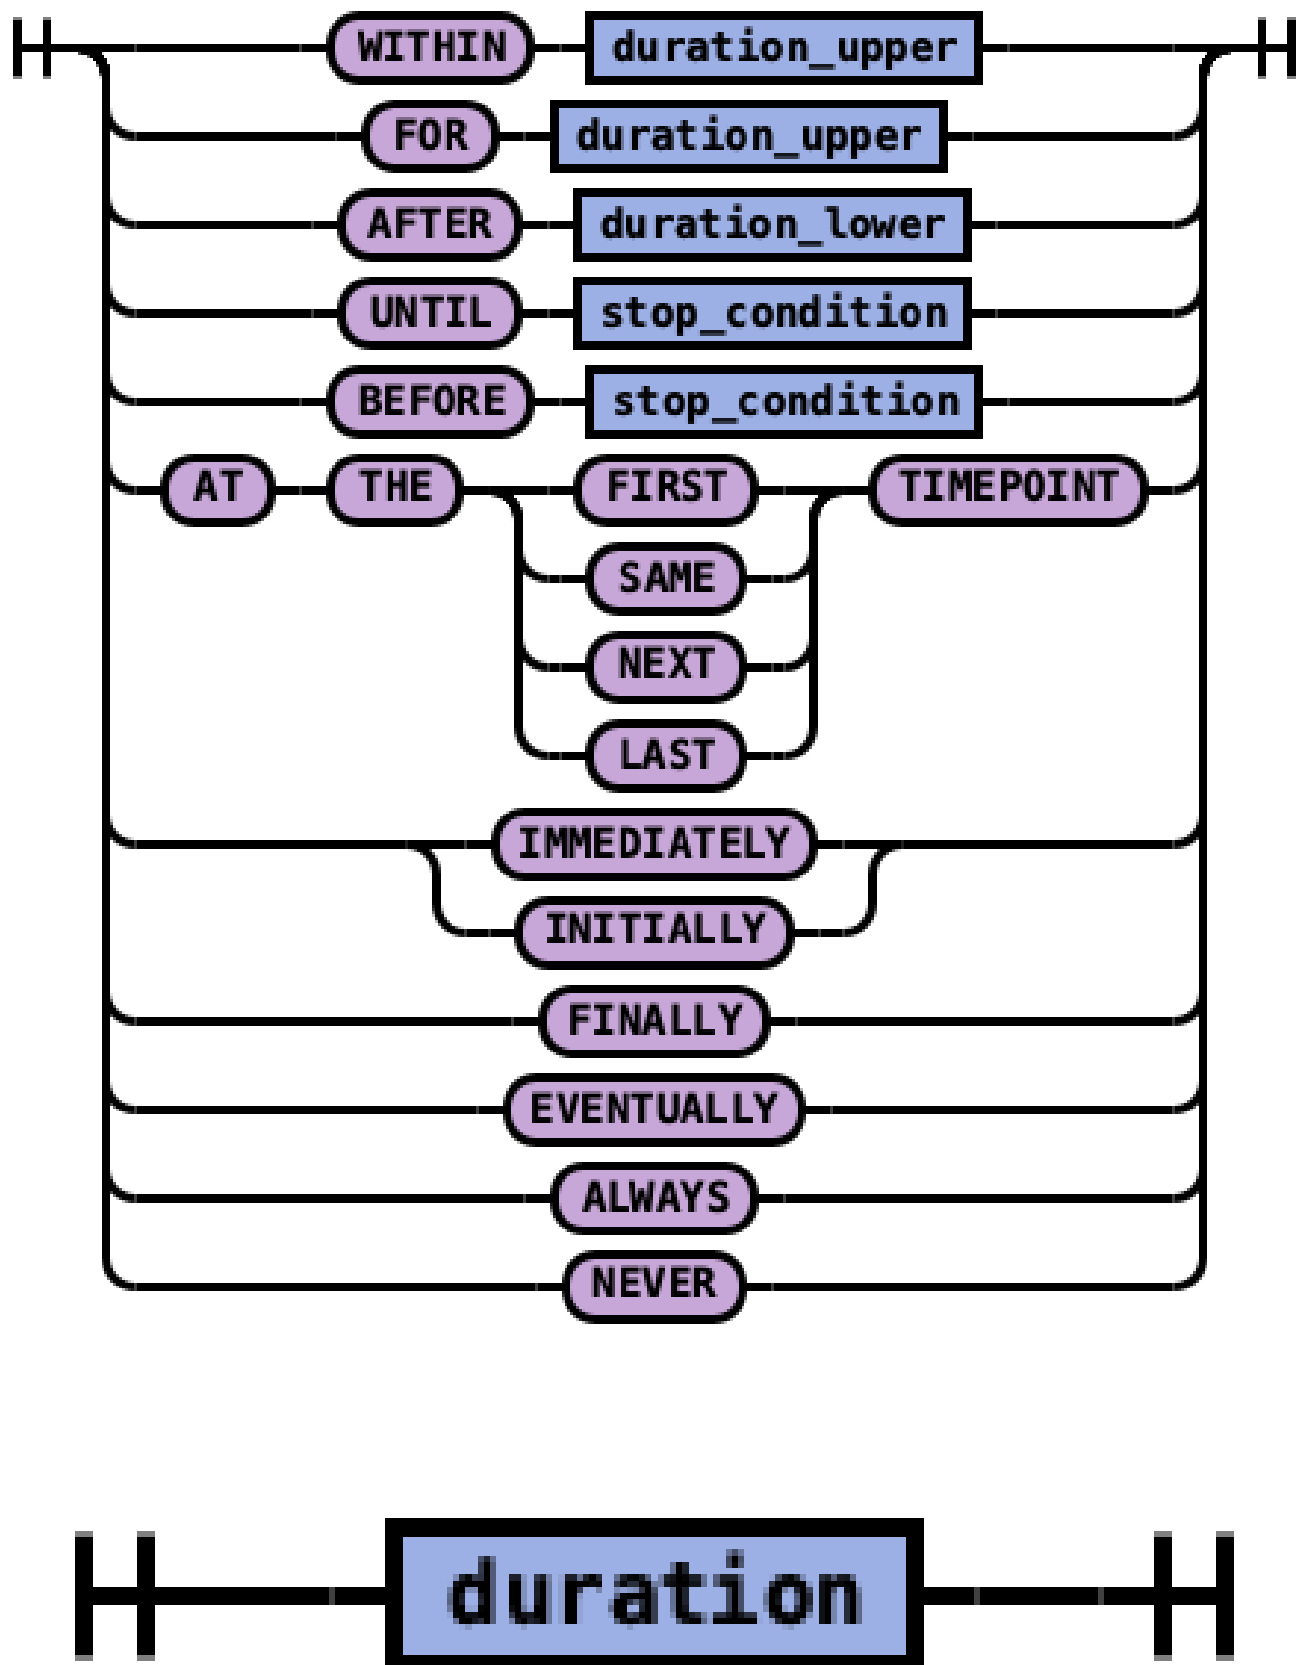 WITHIN duration_upper
FOR duration_upper
AFTER duration_lower
UNTIL stop_condition
BEFORE stop_condition
AT THE FIRST TIMEPOINT
SAME
NEXT
LAST
IMMEDIATELY
INITIALLY
FINALLY
EVENTUALLY
ALWAYS
NEVER
duration